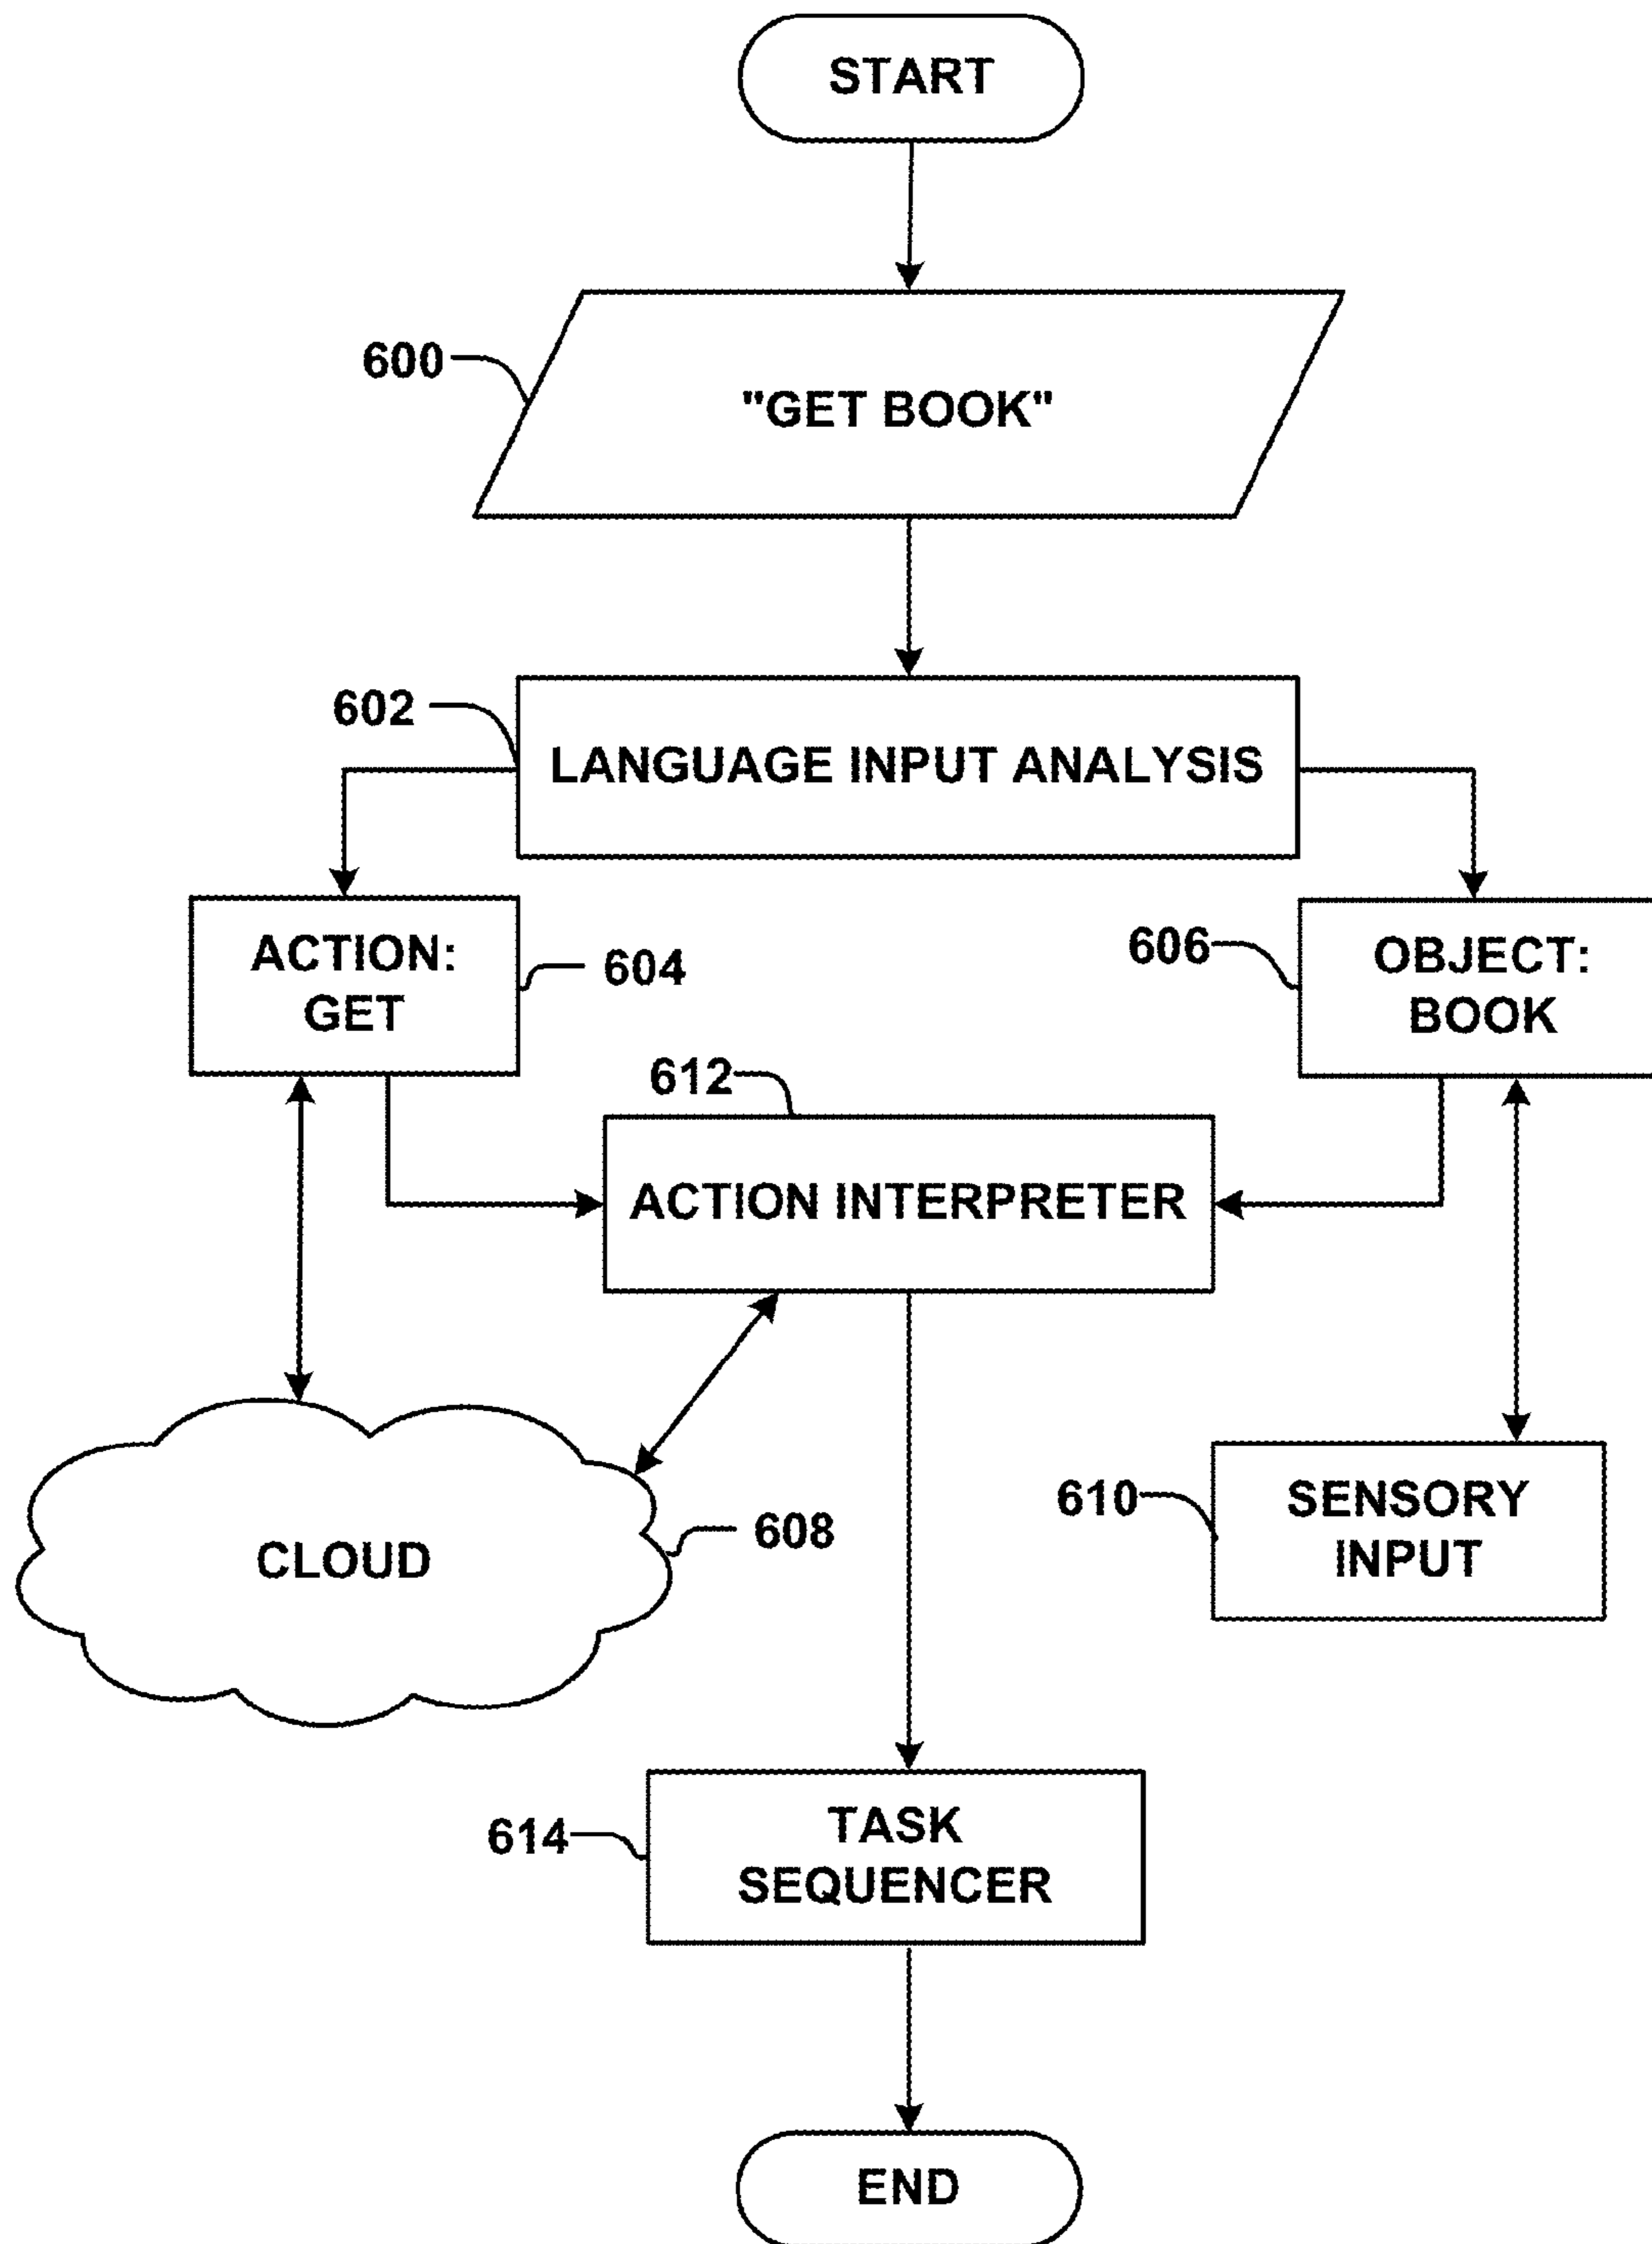 START
600
"GET BOOK"
602
LANGUAGE INPUT ANALYSIS
ACTION:
GET
604
606
OBJECT:
BOOK
612
ACTION INTERPRETER
CLOUD
608
610
SENSORY
INPUT
614
TASK
SEQUENCER
END